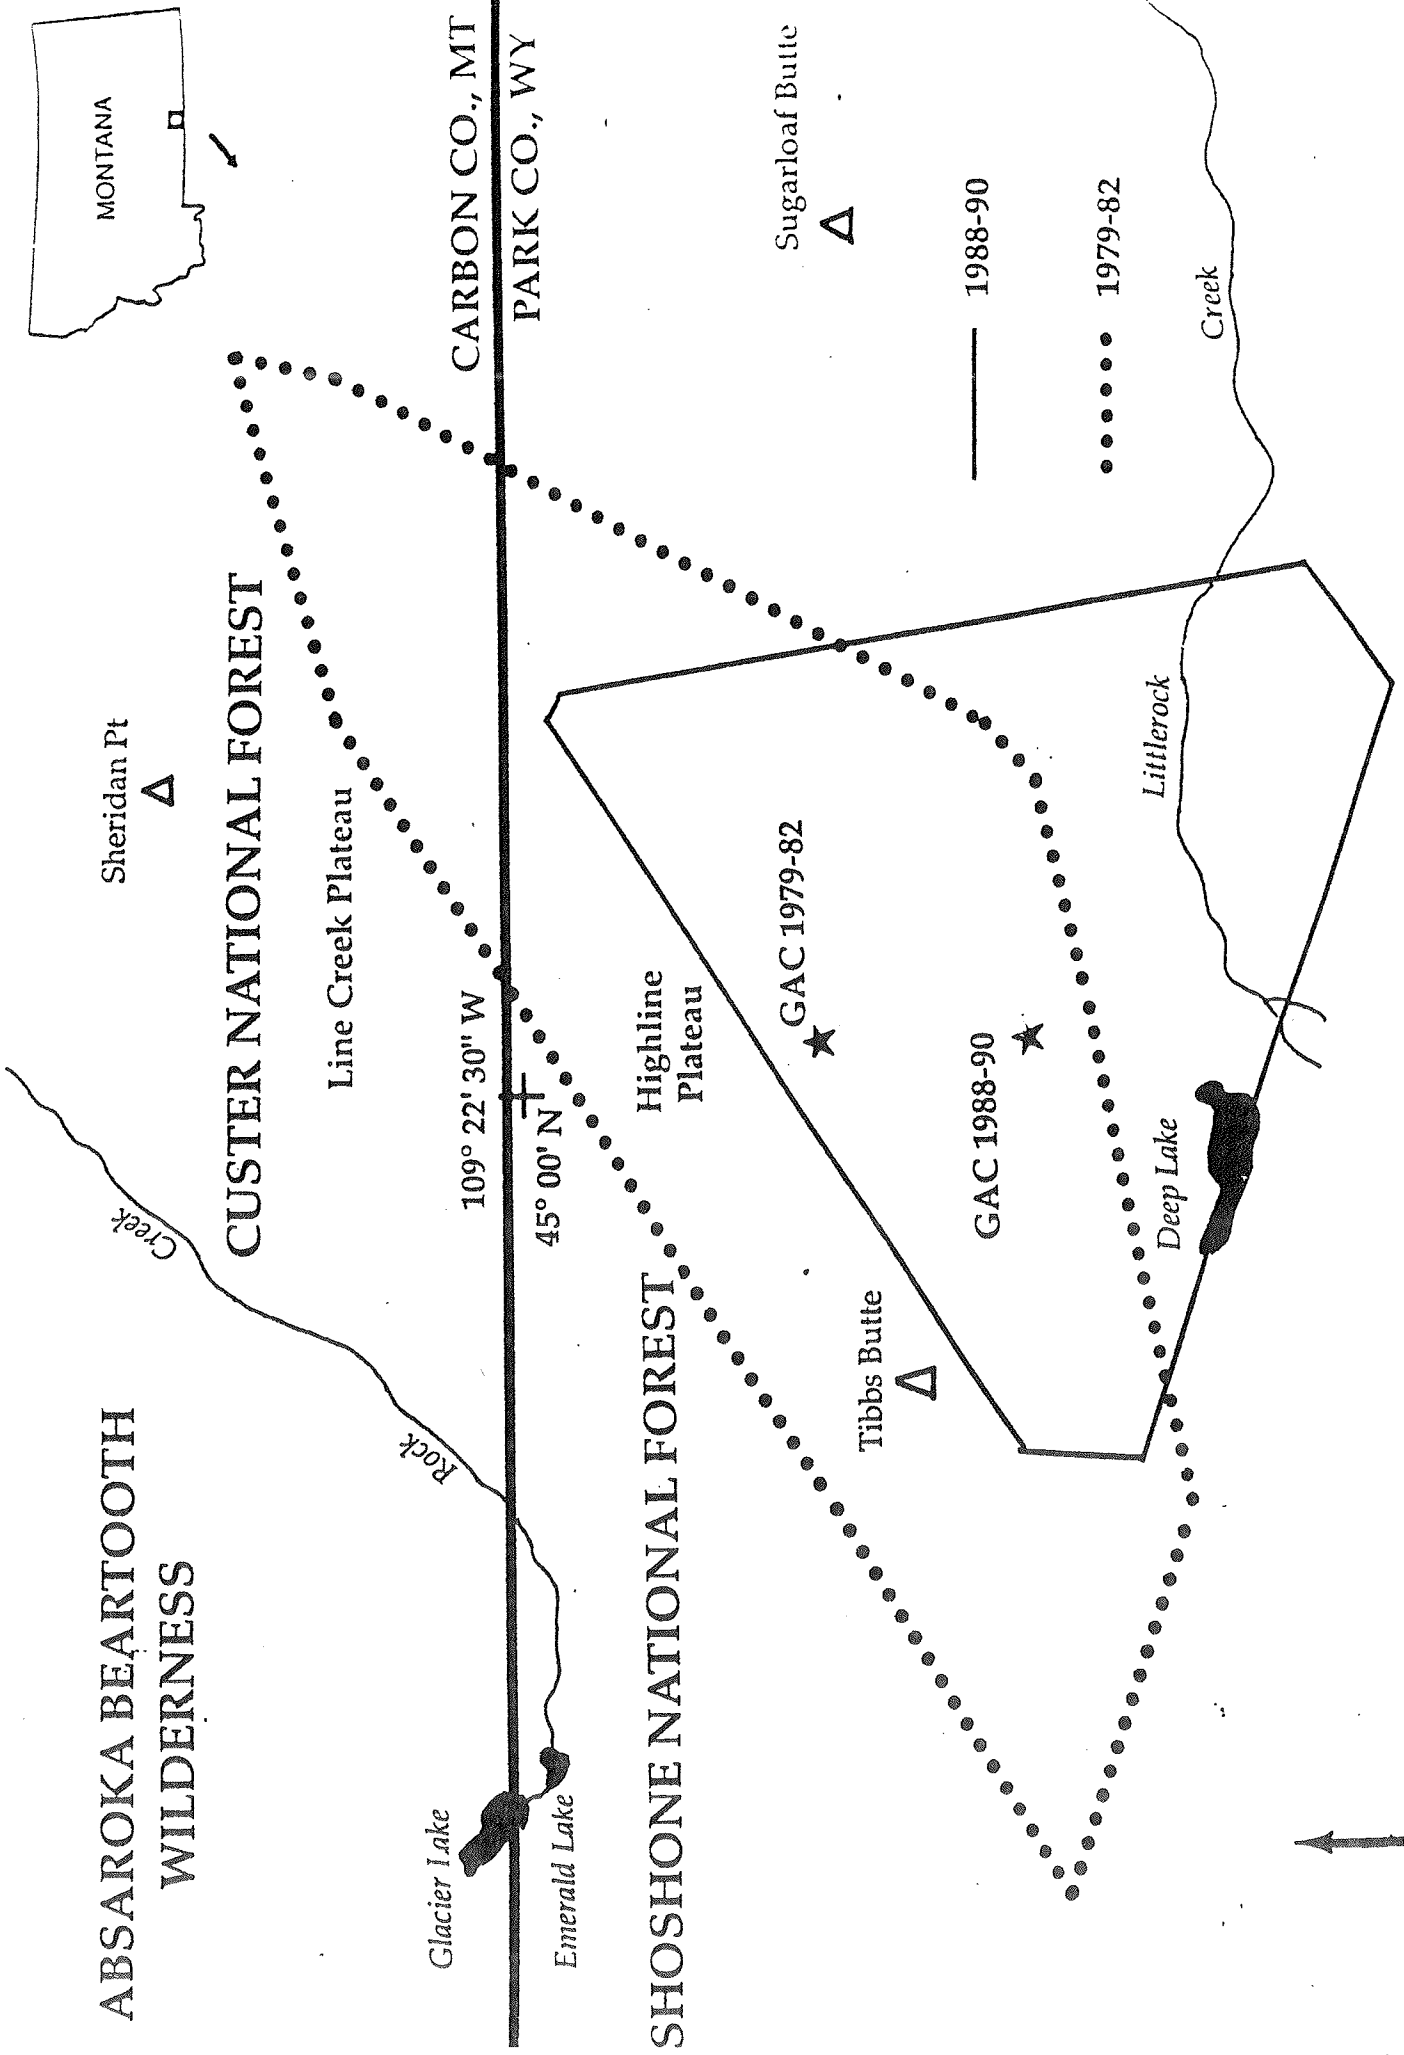 MONTANA
ABSAROKA BEARTOOTH
WILDERNESS
Sheridan Pt
CUSTER NATIONAL FOREST
Creek
Rock
Line Creek Plateau
Glacier Lake
109° 22' 30" W
CARBON CO., MT
PARK CO., WY
45° 00' N
Emerald Lake
SHOSHONE NATIONAL FOREST
Highline
Plateau
Sugarloaf Butte
GAC 1979-82
Tibbs Butte
GAC 1988-90
1988-90
1979-82
Deep Lake
Littlerock
Creek